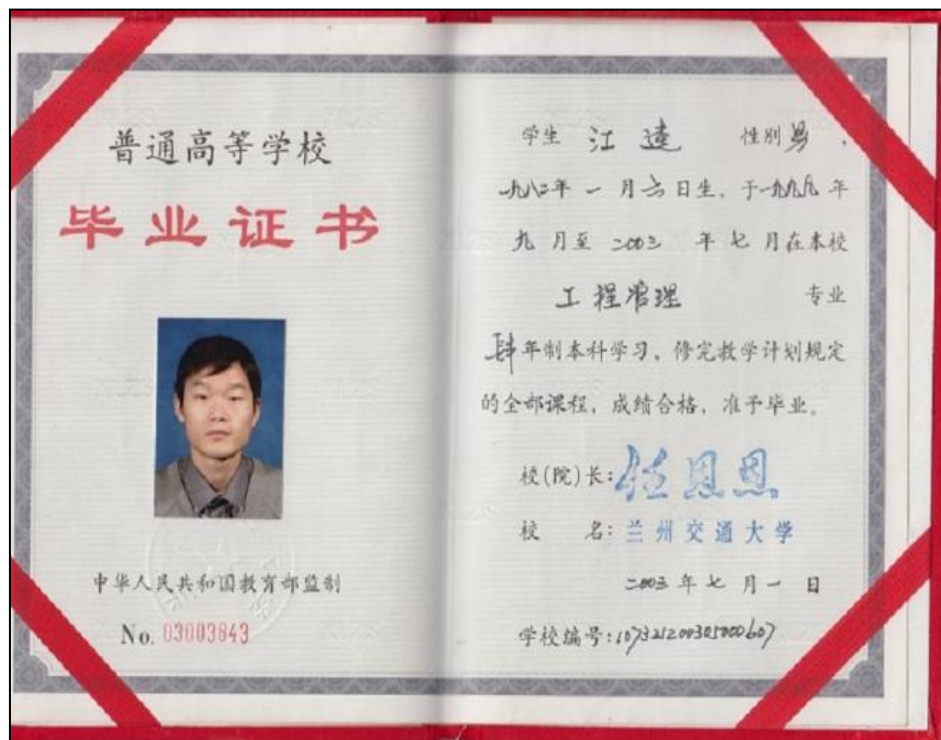 普通高等学校
毕业证书
中华人民共和国教育部监制
No. 03003843
学生 江逵 性别 男，
一九八二年 一 月 六 日生，于一九九九 年
九 月至 二〇〇三 年 七 月在本校
工程管理 专业
肆年制本科学习，修完教学计划规定
的全部课程，成绩合格，准予毕业。
校(院)长：任恩恩
校 名：兰州交通大学
二〇〇三 年 七 月 一 日
学校编号：107321200305000607